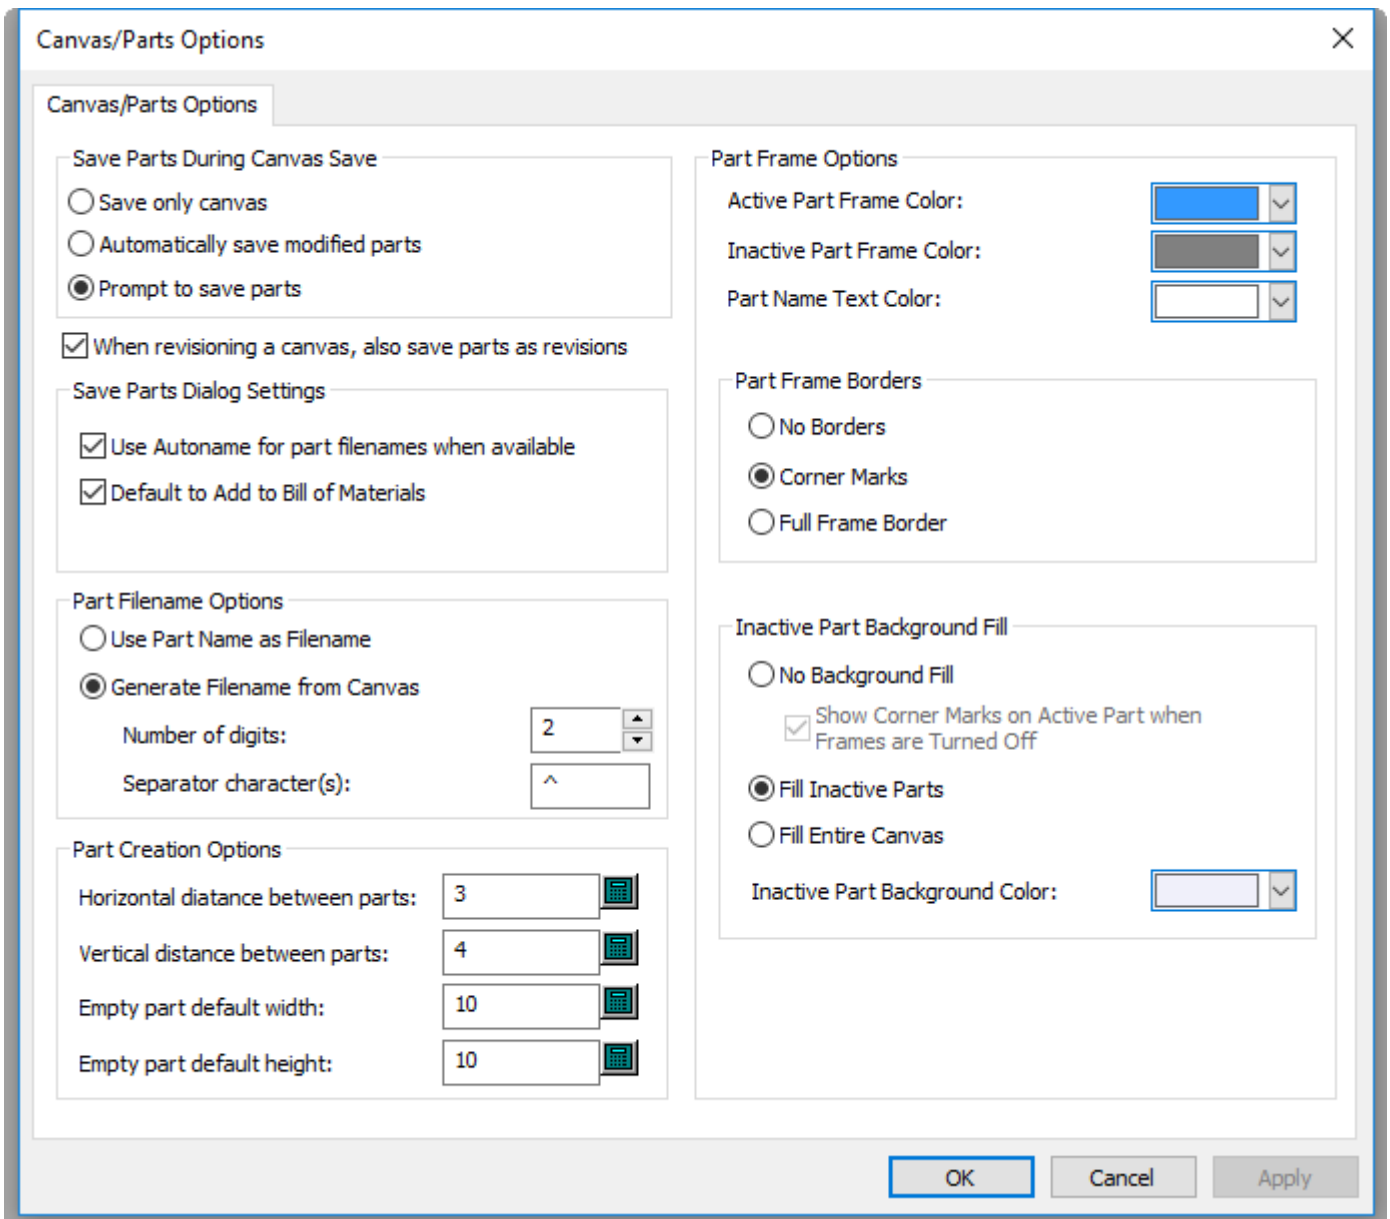 Canvas/Parts Options
Canvas/Parts Options
Save Parts During Canvas Save
Save only canvas
Automatically save modified parts
Prompt to save parts
When revisioning a canvas, also save parts as revisions
Save Parts Dialog Settings
Use Autoname for part filenames when available
Default to Add to Bill of Materials
Part Filename Options
Use Part Name as Filename
Generate Filename from Canvas
Number of digits: 2
Separator character(s): ^
Part Creation Options
Horizontal diatance between parts: 3
Vertical distance between parts: 4
Empty part default width: 10
Empty part default height: 10
Part Frame Options
Active Part Frame Color:
Inactive Part Frame Color:
Part Name Text Color:
Part Frame Borders
No Borders
Corner Marks
Full Frame Border
Inactive Part Background Fill
No Background Fill
Show Corner Marks on Active Part when
Frames are Turned Off
Fill Inactive Parts
Fill Entire Canvas
Inactive Part Background Color:
OK Cancel Apply